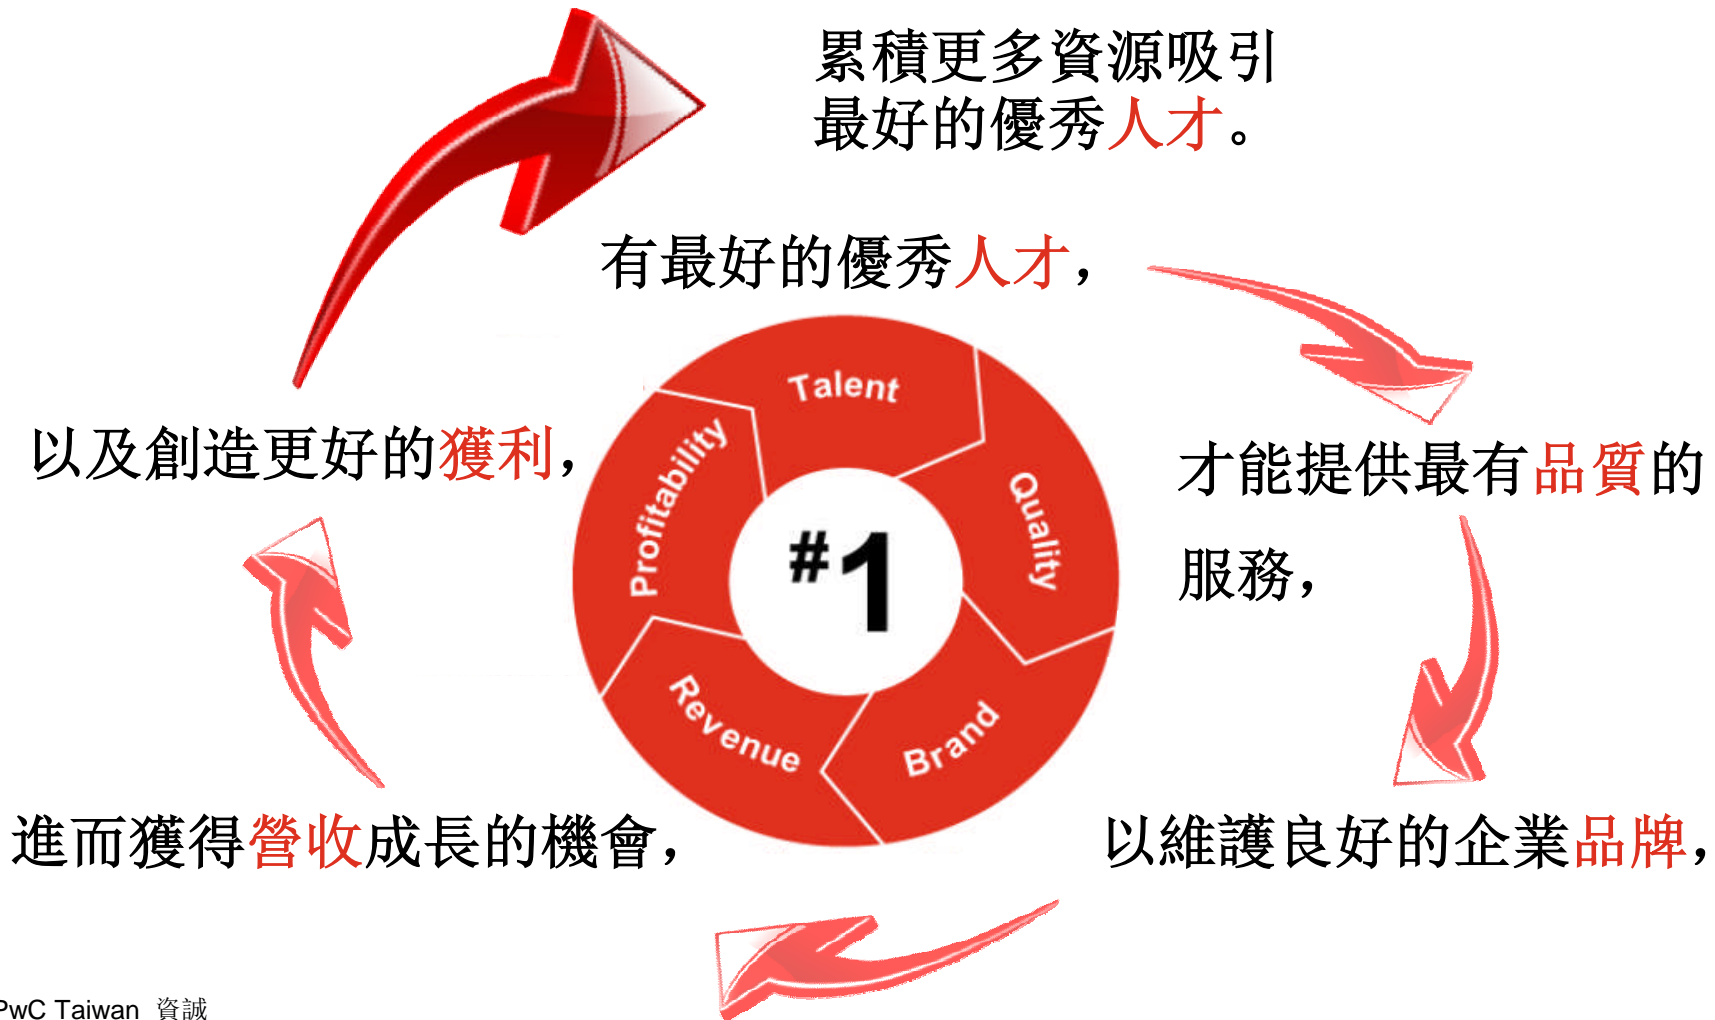 累積更多資源吸引
最好的優秀人才。
有最好的優秀人才，
Talent
以及創造更好的獲利，
Profitability
Quality
才能提供最有品質的
#1
服務，
Revenue
Brand
進而獲得營收成長的機會，
以維護良好的企業品牌，
PwC Taiwan 資誠